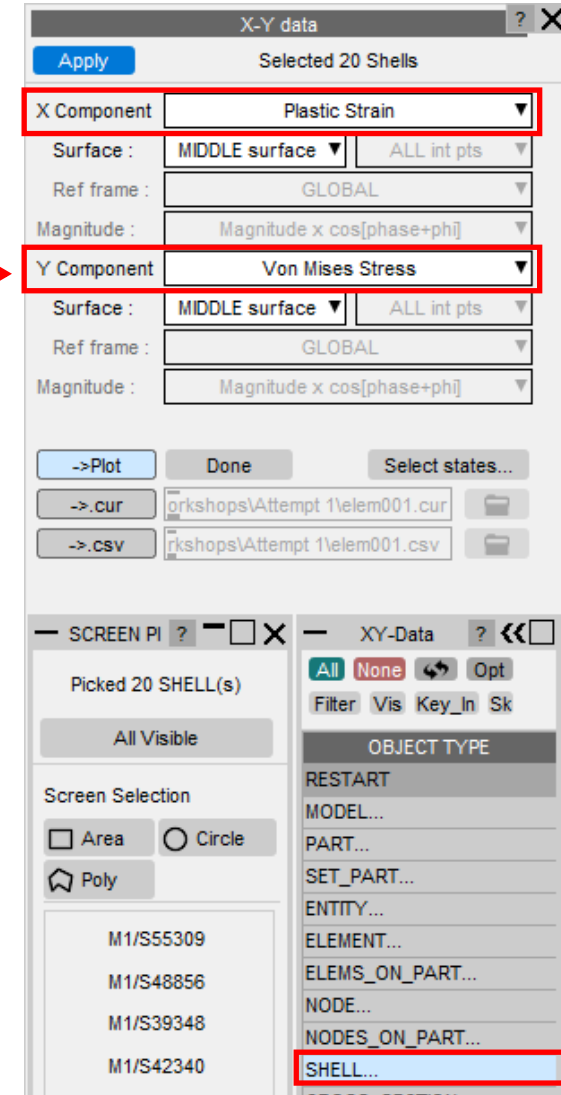 X-Y data ?
Apply Selected 20 Shells
X Component Plastic Strain
Surface : MIDDLE surface ALL int pts
Ref frame : GLOBAL
Magnitude : Magnitude x cos[phase+phi]
Y Component Von Mises Stress
Surface : MIDDLE surface ALL int pts
Ref frame : GLOBAL
Magnitude : Magnitude x cos[phase+phi]
->Plot Done Select states...
->.cur orkshops\Attempt 1\elem001.cur
->.csv rkshops\Attempt 1\elem001.csv
SCREEN PI ?
Picked 20 SHELL(s)
All Visible
Screen Selection
Area Circle
Poly
M1/S55309
M1/S48856
M1/S39348
M1/S42340
XY-Data ?
All None Opt
Filter Vis Key_In Sk
OBJECT TYPE
RESTART
MODEL...
PART...
SET_PART...
ENTITY...
ELEMENT...
ELEMS_ON_PART...
NODE...
NODES_ON_PART...
SHELL...